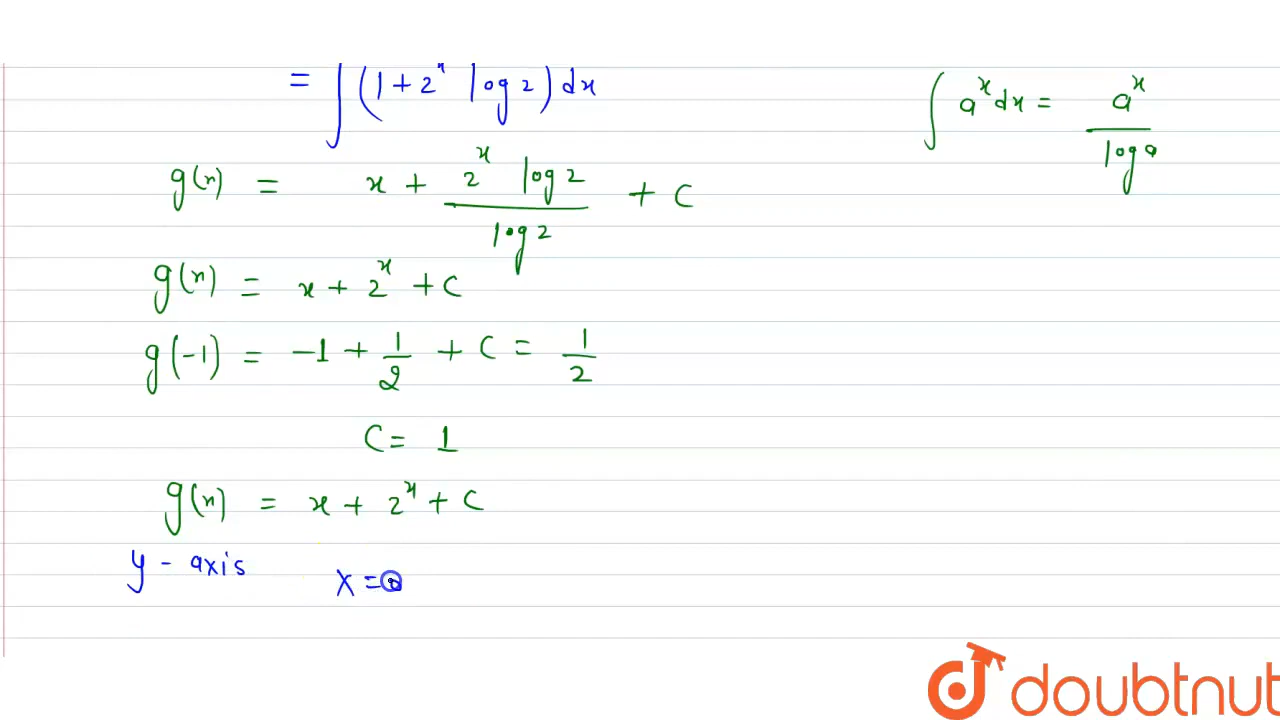 = ∫(1 + 2^x log 2) dx
∫ a^x dx = a^x / log a
g(x) = x + 2^x log 2 / log 2 + C
g(x) = x + 2^x + C
g(-1) = -1 + 1/2 + C = 1/2
C = 1
g(x) = x + 2^x + C
y - axis
x = 0
doubtnut